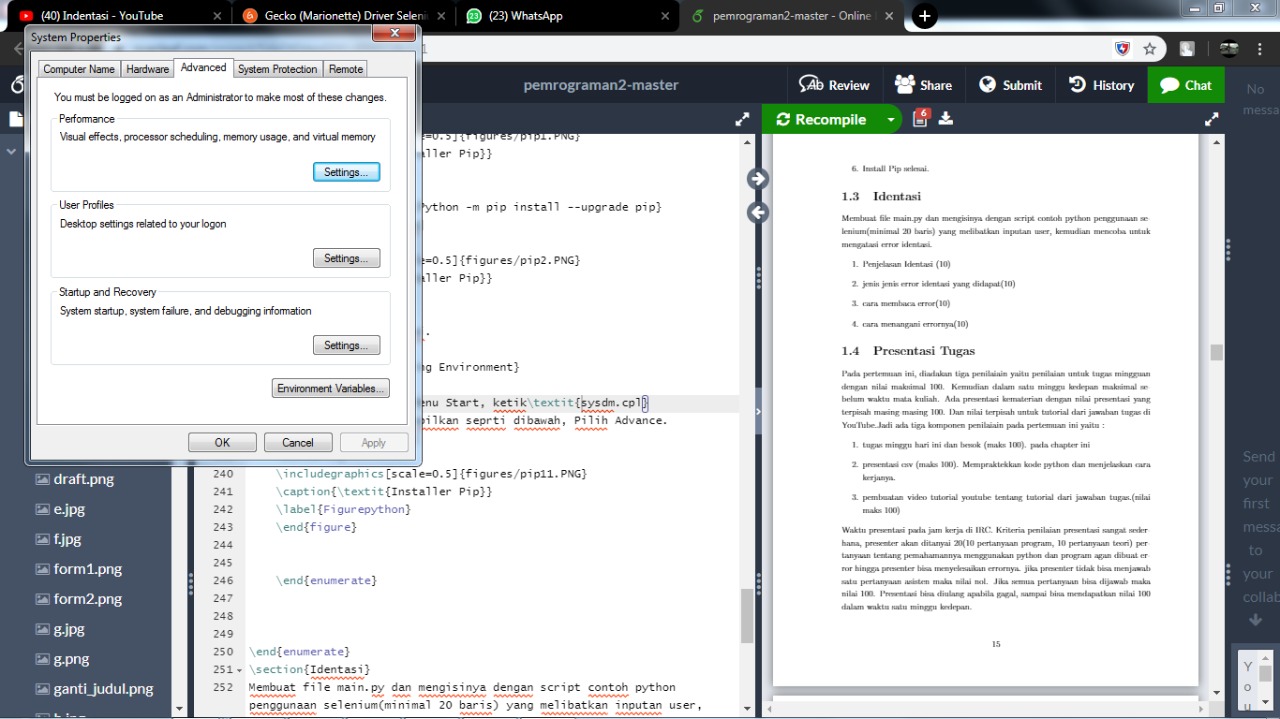 (40) Indentasi - YouTube
Gecko (Marionete) Driver Seleni
(23) WhatsApp
pemrograman2-master - Online
System Properties
Computer Name
Hardware
Advanced
System Protection
Remote
You must be logged on as an Administrator to make most of these changes.
Performance
Visual effects, processor scheduling, memory usage, and virtual memory
Settings...
User Profiles
Desktop settings related to your logon
Settings...
Startup and Recovery
System startup, system failure, and debugging information
Settings...
Environment Variables...
OK
Cancel
Apply
pemrograman2-master
Review
Share
Submit
History
Chat
Recompile
6
=0.5]{figures/pip1.PNG}
aller Pip}}
Python -m pip install --upgrade pip}
=0.5]{figures/pip2.PNG}
aller Pip}}
ng Environment}
enu Start, ketik\textit{sysdm.cpl}
ilkan seprti dibawah, Pilih Advance.
240 \includegraphics[scale=0.5]{figures/pip11.PNG}
241 \caption{\textit{Installer Pip}}
242 \label{Figurepython}
243 \end{figure}
244
245
246 \end{enumerate}
247
248
249
250 \end{enumerate}
251 \section{Identasi}
252 Membuat file main.py dan mengisinya dengan script contoh python
penggunaan selenium(minimal 20 baris) yang melibatkan inputan user,
draft.png
e.jpg
f.jpg
form1.png
form2.png
g.jpg
g.png
ganti_judul.png
6. Install Pip selesai.
1.3 Identasi
Membuat file main.py dan mengisinya dengan script contoh python penggunaan se-
lenium(minimal 20 baris) yang melibatkan inputan user, kemudian mencoba untuk
mengatasi error identasi.
1. Penjelasan Identasi (10)
2. jenis jenis error identasi yang didapat(10)
3. cara membaca error(10)
4. cara menangani errornya(10)
1.4 Presentasi Tugas
Pada pertemuan ini, diadakan tiga penilaiain yaitu penilaian untuk tugas mingguan
dengan nilai maksimal 100. Kemudian dalam satu minggu kedepan maksimal se-
belum waktu mata kuliah. Ada presentasi kematerian dengan nilai presentasi yang
terpisah masing masing 100. Dan nilai terpisah untuk tutorial dari jawaban tugas di
YouTube.Jadi ada tiga komponen penilaiain pada pertemuan ini yaitu :
1. tugas minggu hari ini dan besok (maks 100). pada chapter ini
2. presentasi csv (maks 100). Mempraktekkan kode python dan menjelaskan cara
kerjanya.
3. pembuatan video tutorial youtube tentang tutorial dari jawaban tugas.(nilai
maks 100)
Waktu presentasi pada jam kerja di IRC. Kriteria penilaian presentasi sangat seder
hana, presenter akan ditanyai 20(10 pertanyaan program, 10 pertanyaan teori) per
tanyaan tentang pemahamannya menggunakan python dan program agan dibuat er-
ror hingga presenter bisa menyelesaikan errornya. jika presenter tidak bisa menjawab
satu pertanyaan asisten maka nilai nol. Jika semua pertanyaan bisa dijawab maka
nilai 100. Presentasi bisa diulang apabila gagal, sampai bisa mendapatkan nilai 100
dalam waktu satu minggu kedepan.
15
No
messa
Send
your
first
messa
to
your
collab
Y
o
u